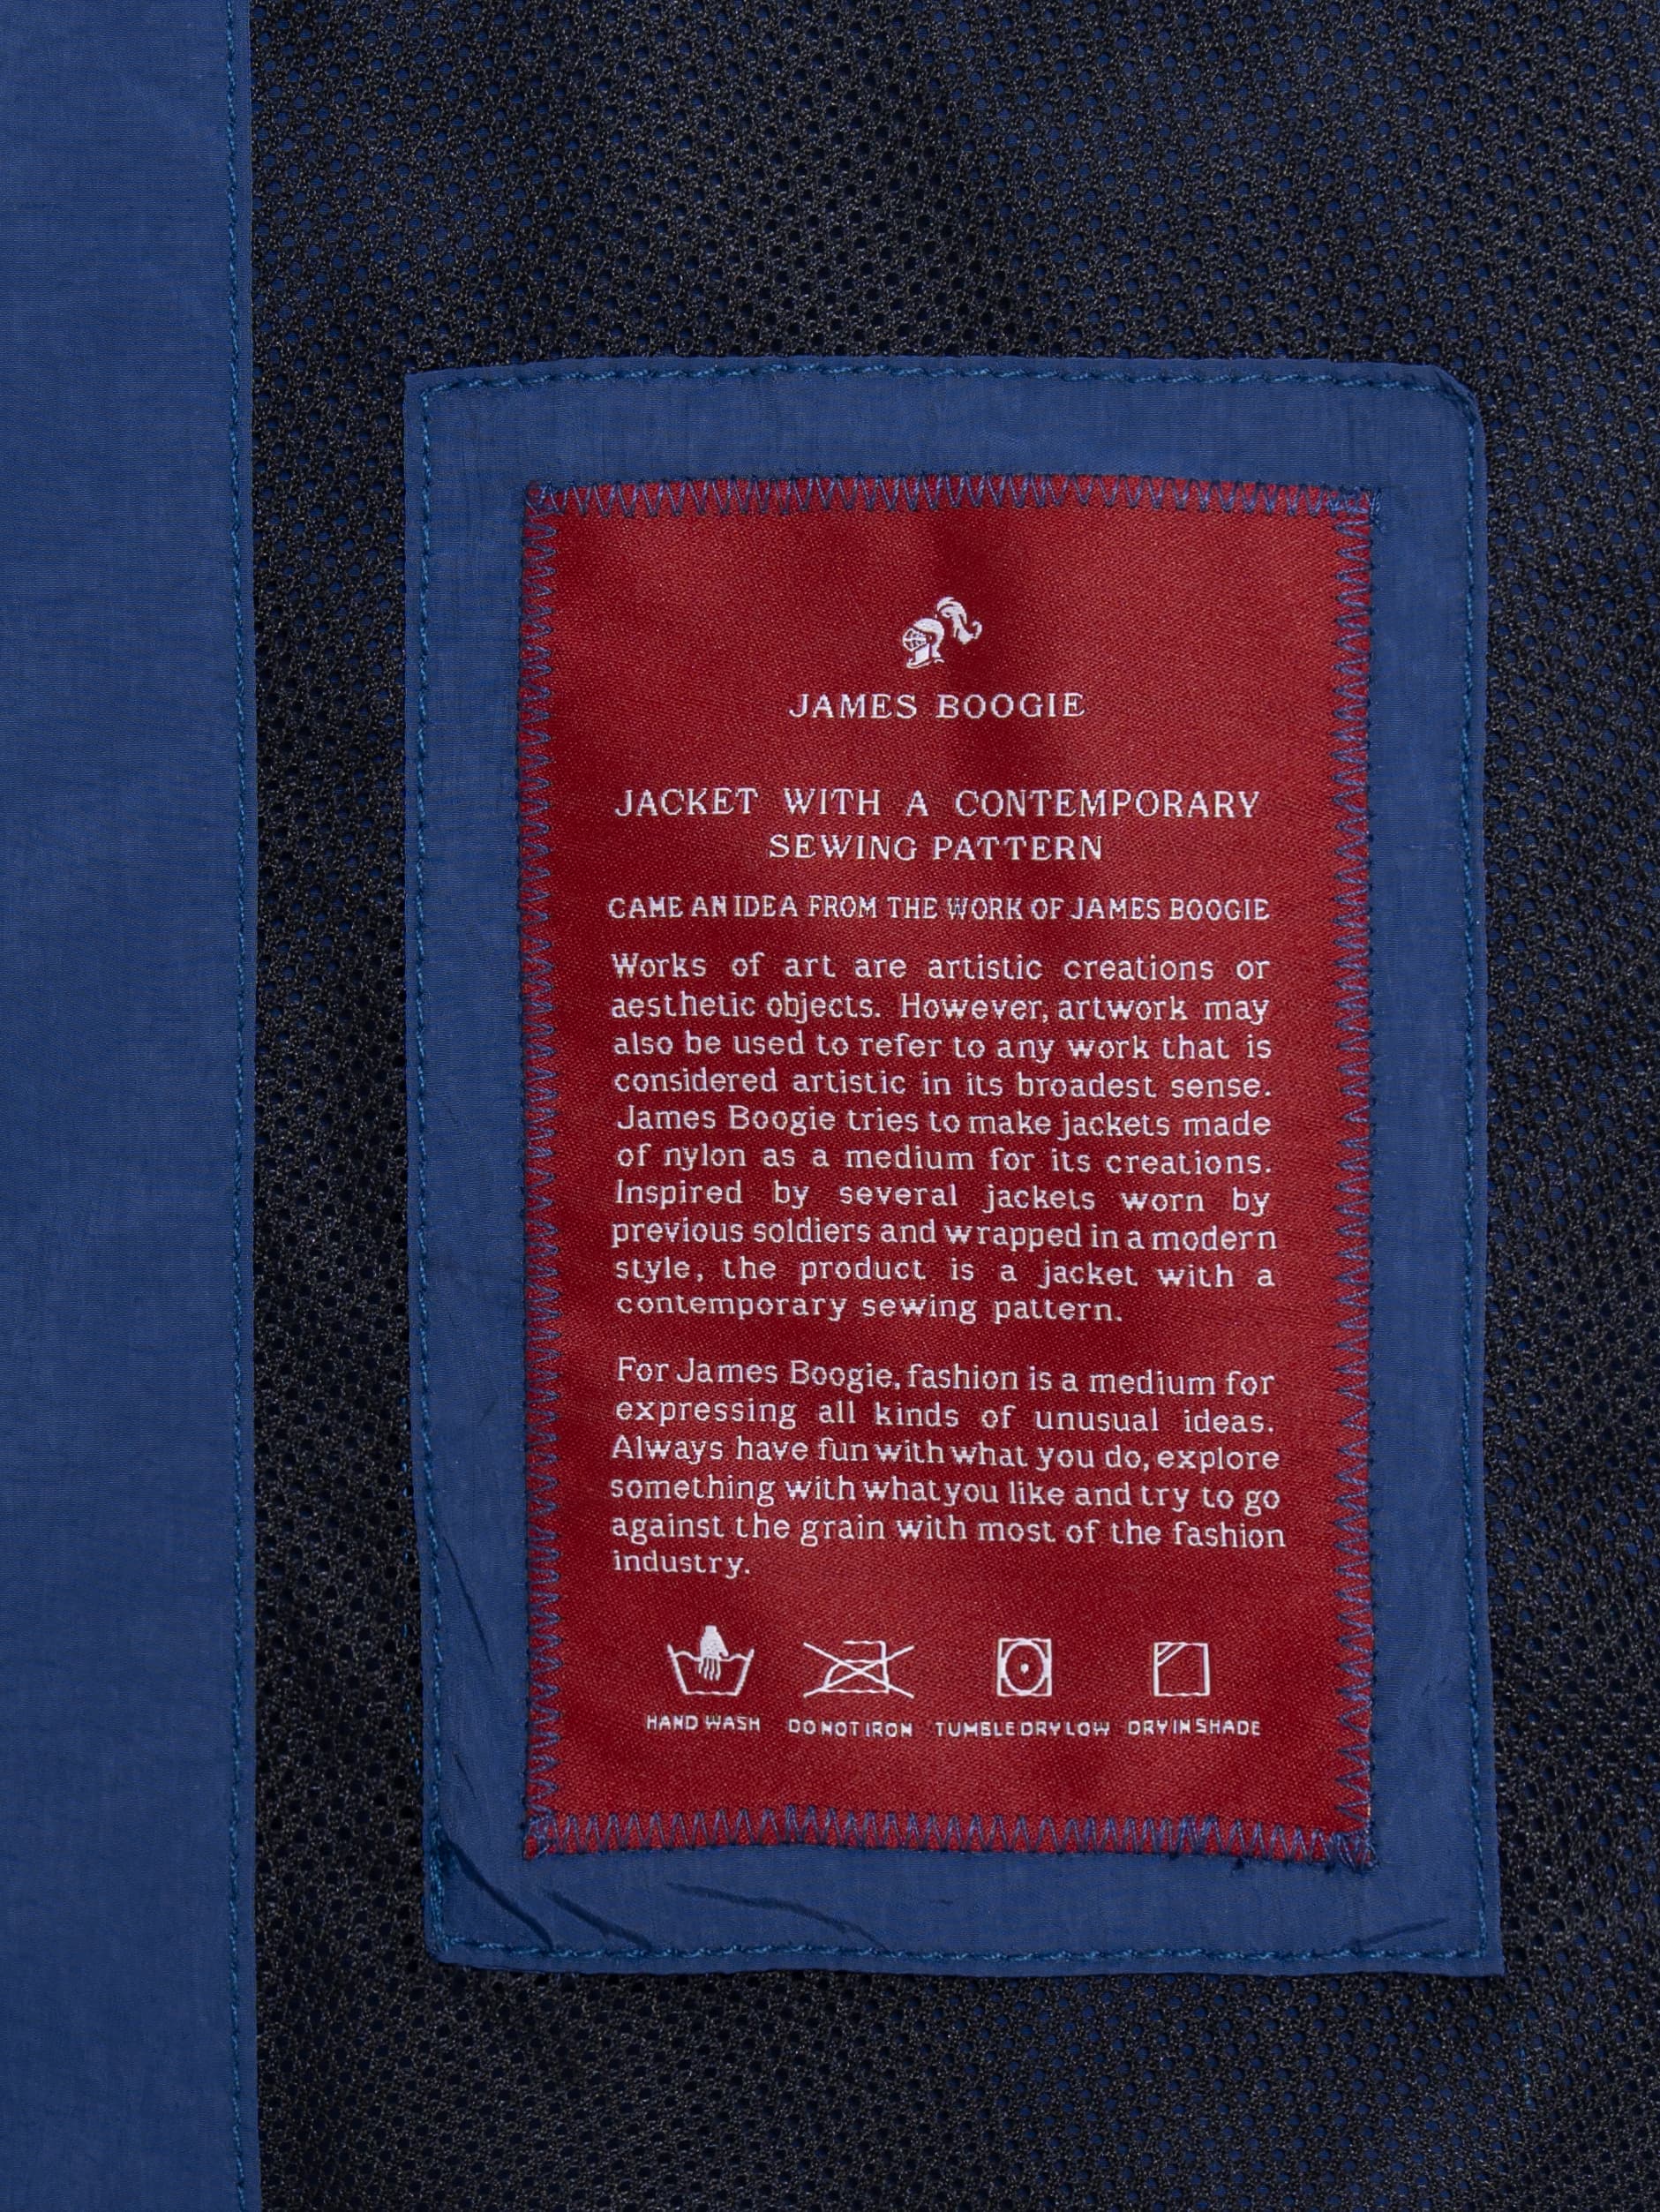 JAMES BOOGIE
JACKET WITH A CONTEMPORARY
SEWING PATTERN
CAME AN IDEA FROM THE WORK OF JAMES BOOGIE
Works of art are artistic creations or
aesthetic objects. However, artwork may
also be used to refer to any work that is
considered artistic in its broadest sense.
James Boogie tries to make jackets made
of nylon as a medium for its creations.
Inspired by several jackets worn by
previous soldiers and wrapped in a modern
style, the product is a jacket with a
contemporary sewing pattern.
For James Boogie, fashion is a medium for
expressing all kinds of unusual ideas.
Always have fun with what you do, explore
something with what you like and try to go
against the grain with most of the fashion
industry.
HAND WASH DO NOT IRON TUMBLE DRY LOW DRY IN SHADE